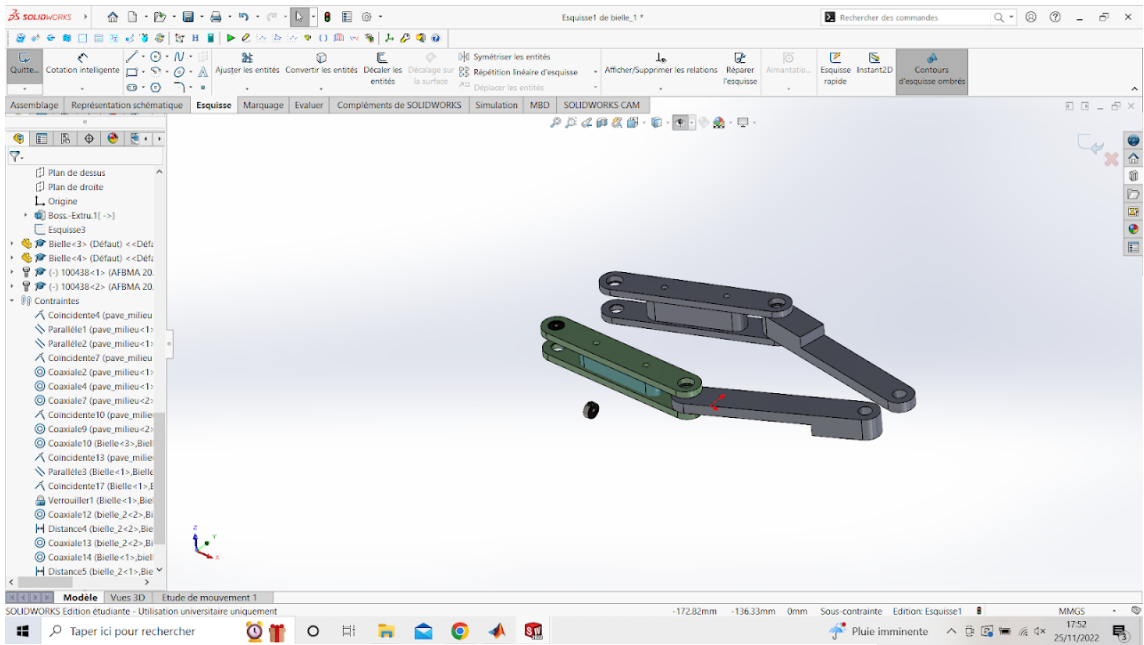 SOLIDWORKS
Esquisse1 de bielle_1 *
Rechercher des commandes
Quitte...
Cotation intelligente
Ajuster les entités
Convertir les entités
Décaler les entités
Décalage sur la surface
Symétriser les entités
Répétition linéaire d'esquisse
Déplacer les entités
Afficher/Supprimer les relations
Réparer l'esquisse
Aimantatio...
Esquisse rapide
Instant2D
Contours d'esquisse ombrés
Assemblage Représentation schématique Esquisse Marquage Evaluer Compléments de SOLIDWORKS Simulation MBD SOLIDWORKS CAM
Plan de dessus
Plan de droite
Origine
Boss.-Extru.1{ ->}
Esquisse3
Bielle<3> (Défaut) <<Défa
Bielle<4> (Défaut) <<Défa
(-) 100438<1> (AFBMA 20.
(-) 100438<2> (AFBMA 20.
Contraintes
Coïncidente4 (pave_milieu
Parallèle1 (pave_milieu<1>
Parallèle2 (pave_milieu<1>
Coïncidente7 (pave_milieu
Coaxiale2 (pave_milieu<1>
Coaxiale4 (pave_milieu<1>
Coaxiale7 (pave_milieu<2>
Coïncidente10 (pave_milieu
Coaxiale9 (pave_milieu<2>
Coaxiale10 (Bielle<3>,Biell
Coïncidente13 (pave_milieu
Parallèle3 (Bielle<1>,Bielle
Coïncidente17 (Bielle<1>,B
Verrouiller1 (Bielle<1>,Biel
Coaxiale12 (bielle_2<2>,Bi
Distance4 (bielle_2<2>,Bie
Coaxiale13 (bielle_2<2>,Bi
Coaxiale14 (Bielle<1>,biell
Distance5 (bielle_2<1>,Bie
Z
Y
X
Modèle Vues 3D Etude de mouvement 1
SOLIDWORKS Edition étudiante - Utilisation universitaire uniquement
-172.82mm -136.33mm 0mm Sous-contrainte Edition: Esquisse1 MMGS
Taper ici pour rechercher
Pluie imminente
17:52
25/11/2022
3